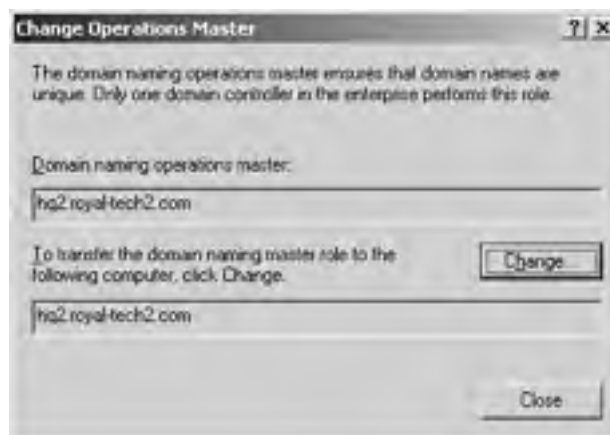 Change Operations Master
The domain naming operations master ensures that domain names are
unique. Only one domain controller in the enterprise performs this role.
Domain naming operations master:
hq2.royal-tech2.com
To transfer the domain naming master role to the
following computer, click Change.
Change...
hq2.royal-tech2.com
Close